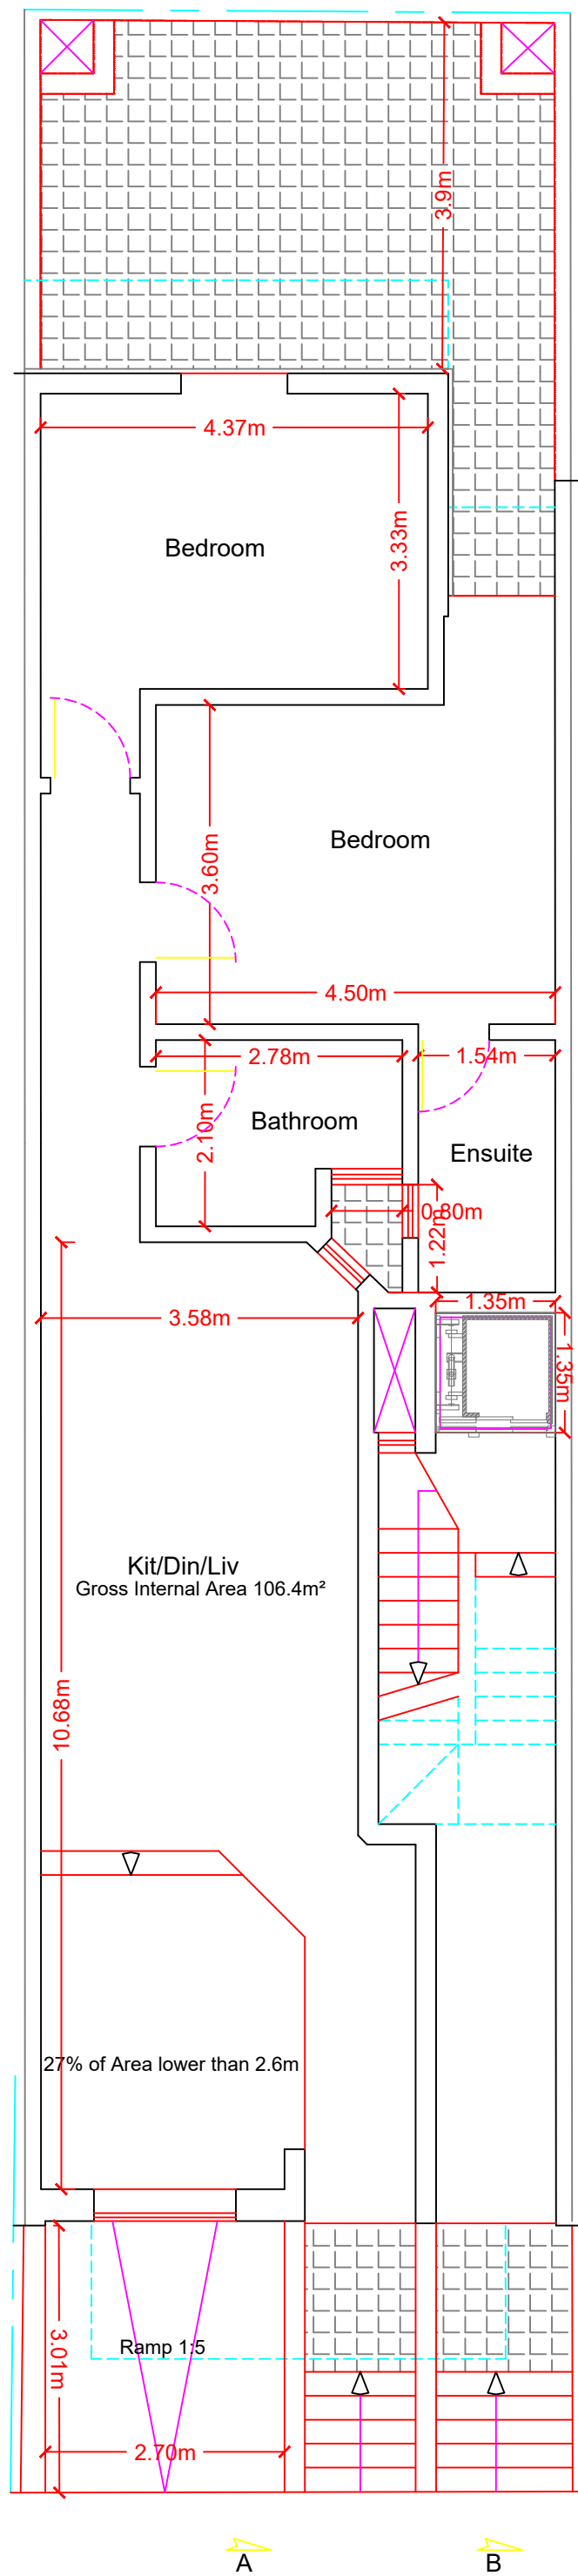 3.9m
4.37m
3.33m
Bedroom
Bedroom
3.60m
4.50m
2.78m
1.54m
2.10m
Bathroom
Ensuite
0.80m
1.22m
1.35m
3.58m
1.35m
Kit/Din/Liv
Gross Internal Area 106.4m²
10.68m
27% of Area lower than 2.6m
Ramp 1:5
3.01m
2.70m
A
B